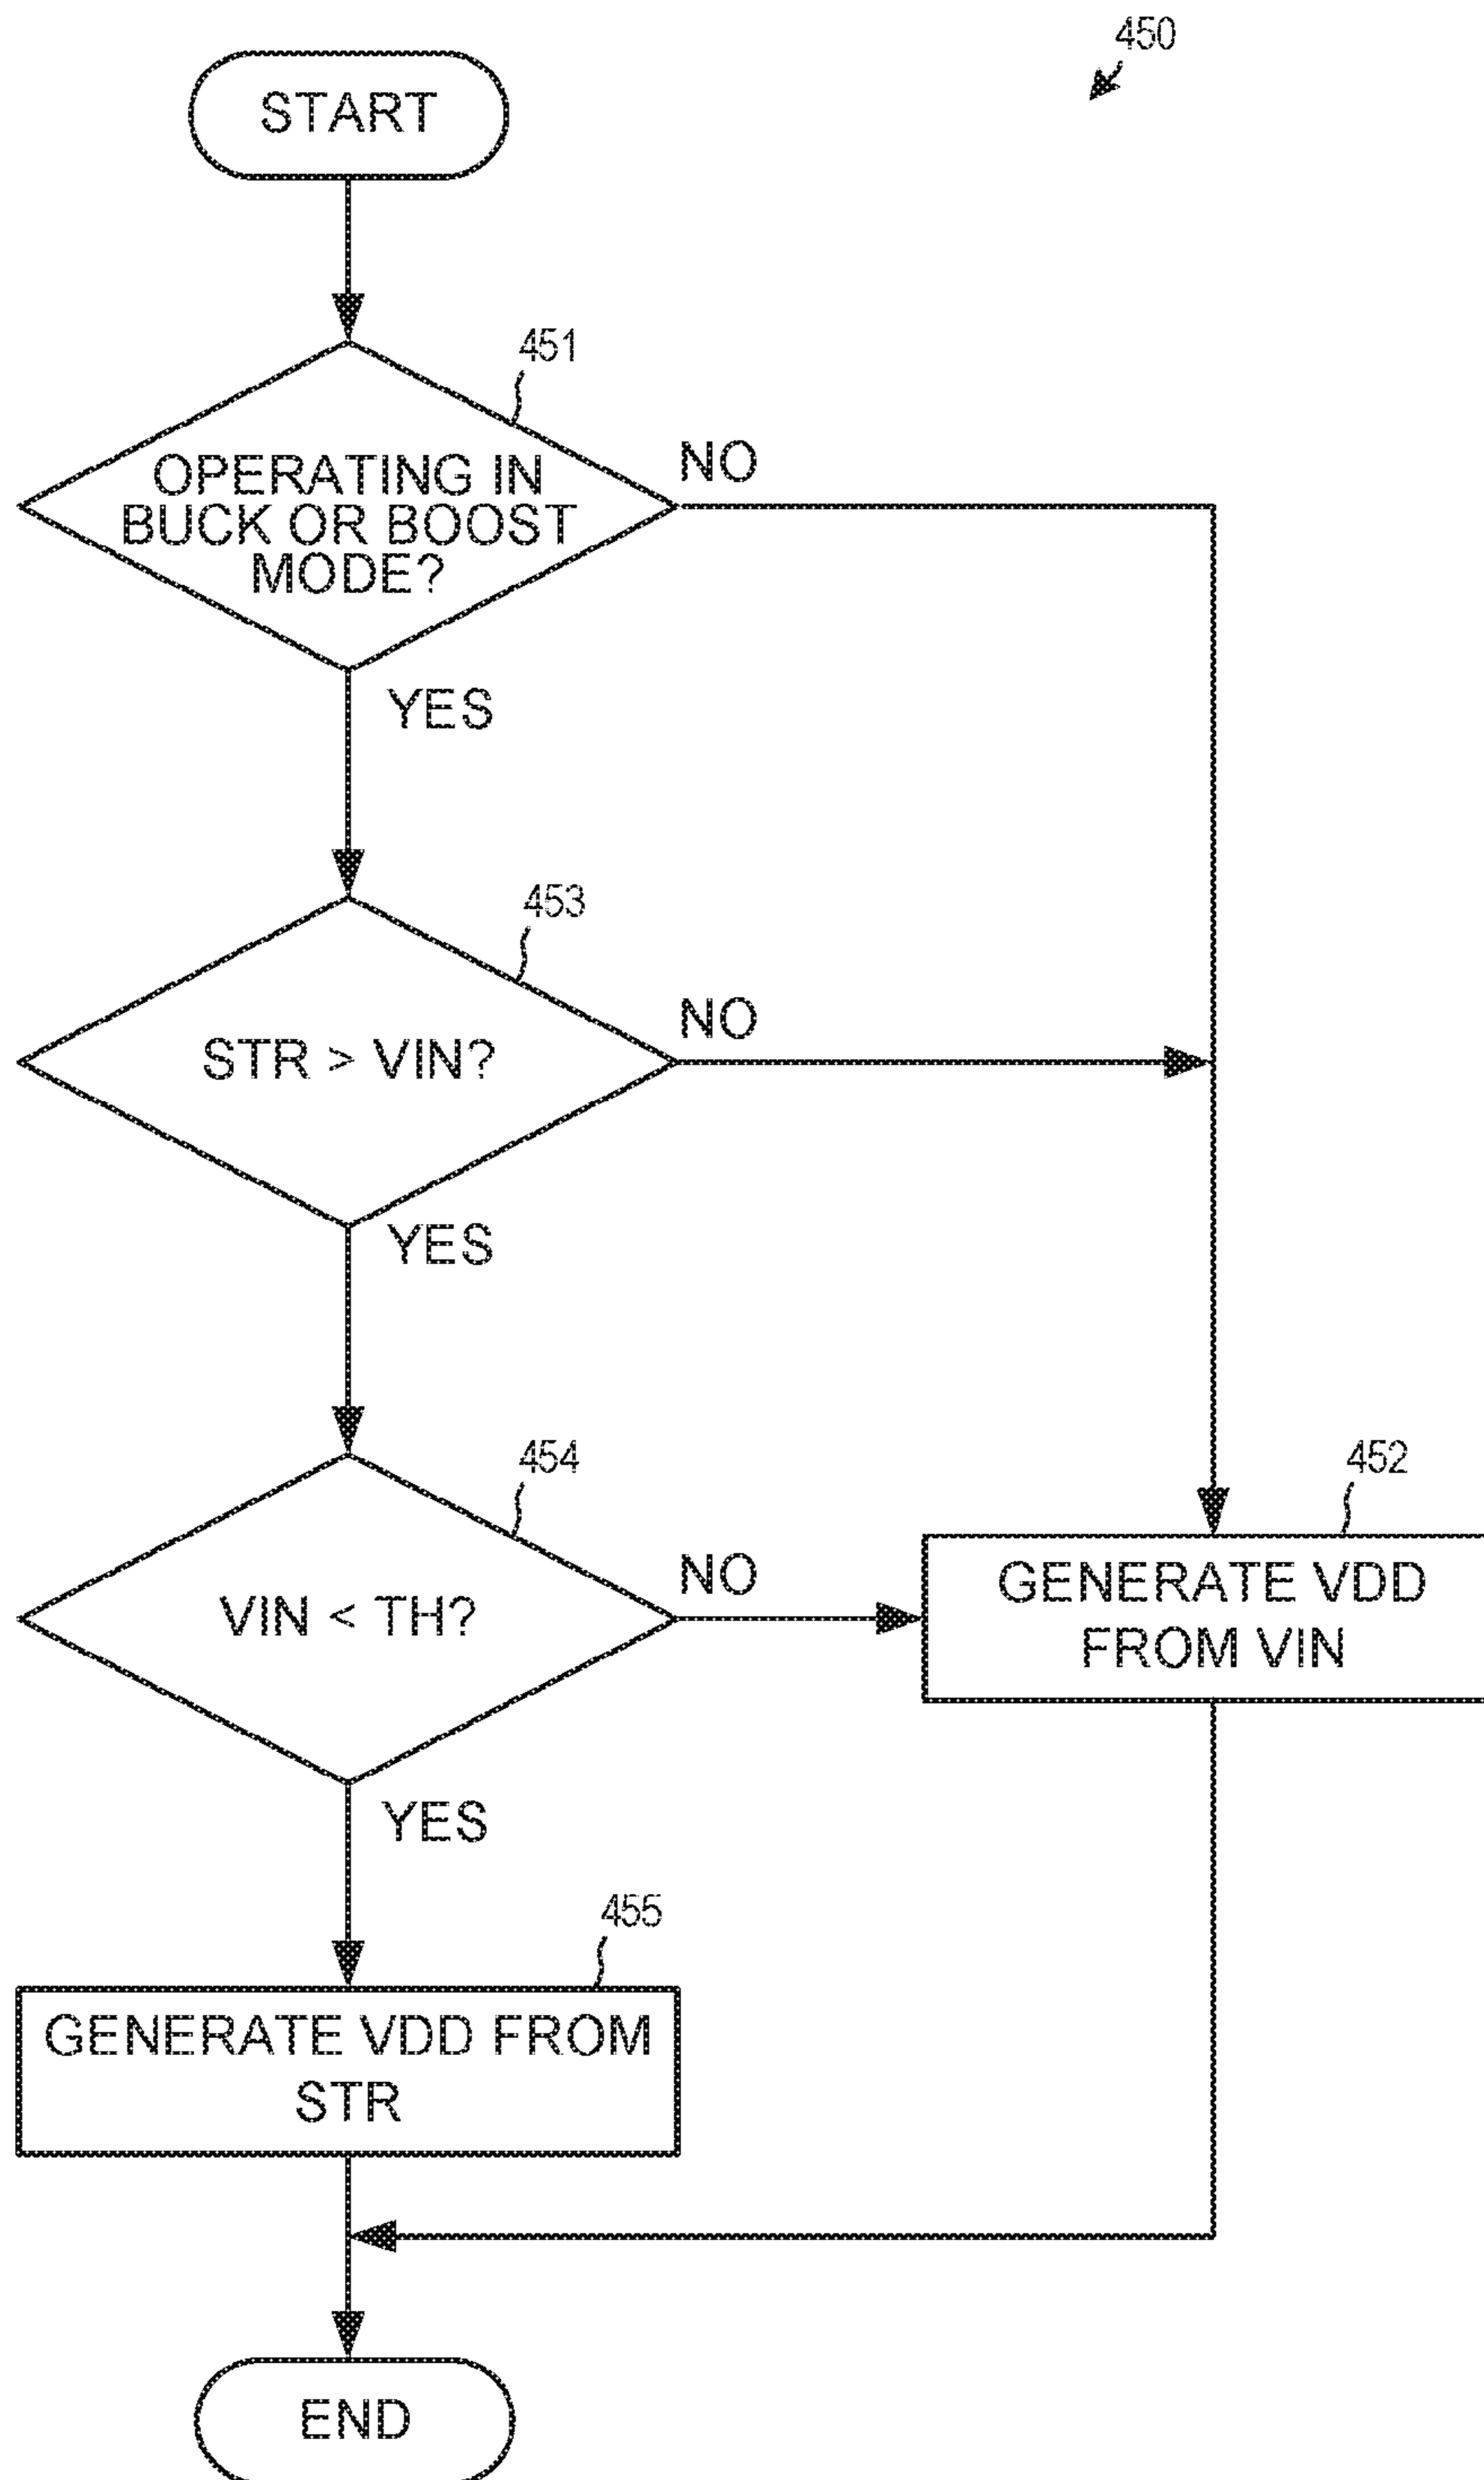 450
START
451
OPERATING IN
BUCK OR BOOST
MODE?
NO
YES
453
STR > VIN?
NO
YES
454
VIN < TH?
NO
YES
452
GENERATE VDD
FROM VIN
455
GENERATE VDD FROM
STR
END